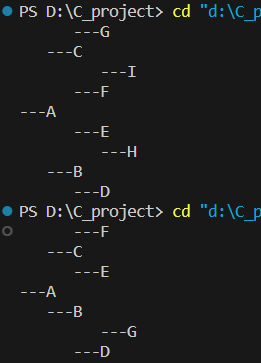 PS D:\C_project> cd "d:\C_p
---G
---C
---I
---F
---A
---E
---H
---B
---D
PS D:\C_project> cd "d:\C_p
---F
---C
---E
---A
---B
---G
---D